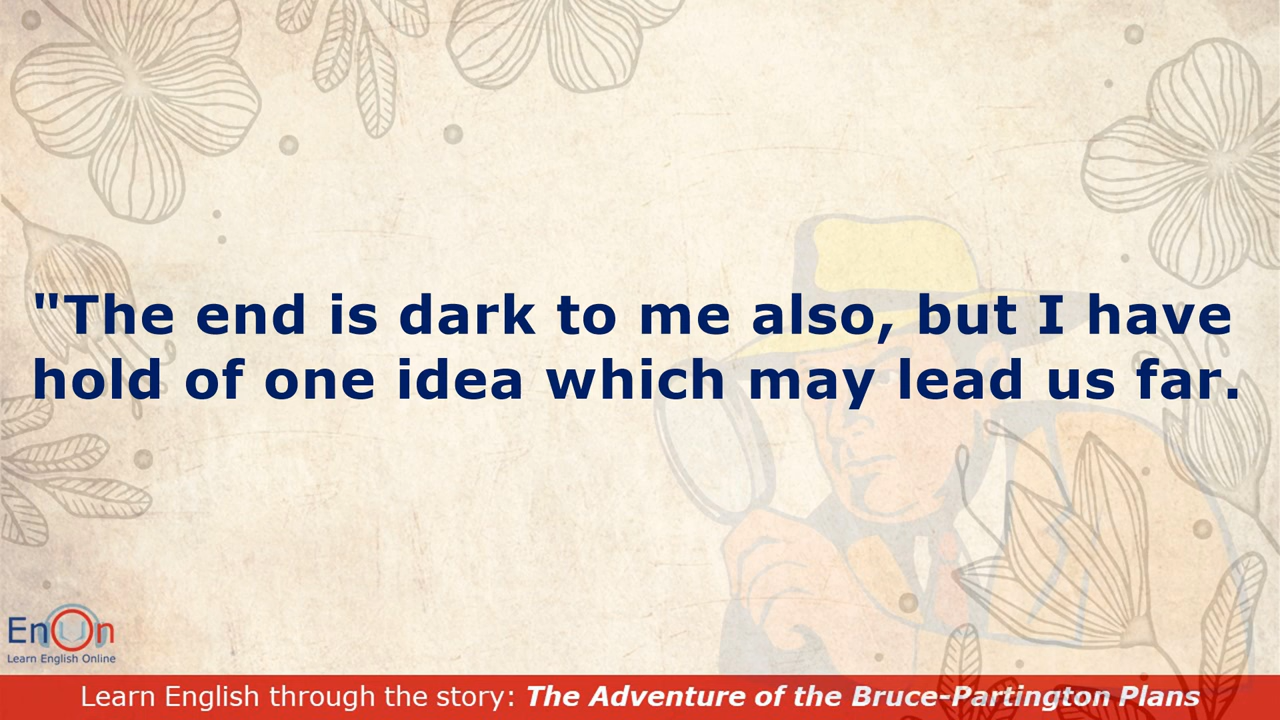 "The end is dark to me also, but I have
hold of one idea which may lead us far.
EnOn
Learn English Online
Learn English through the story: The Adventure of the Bruce-Partington Plans